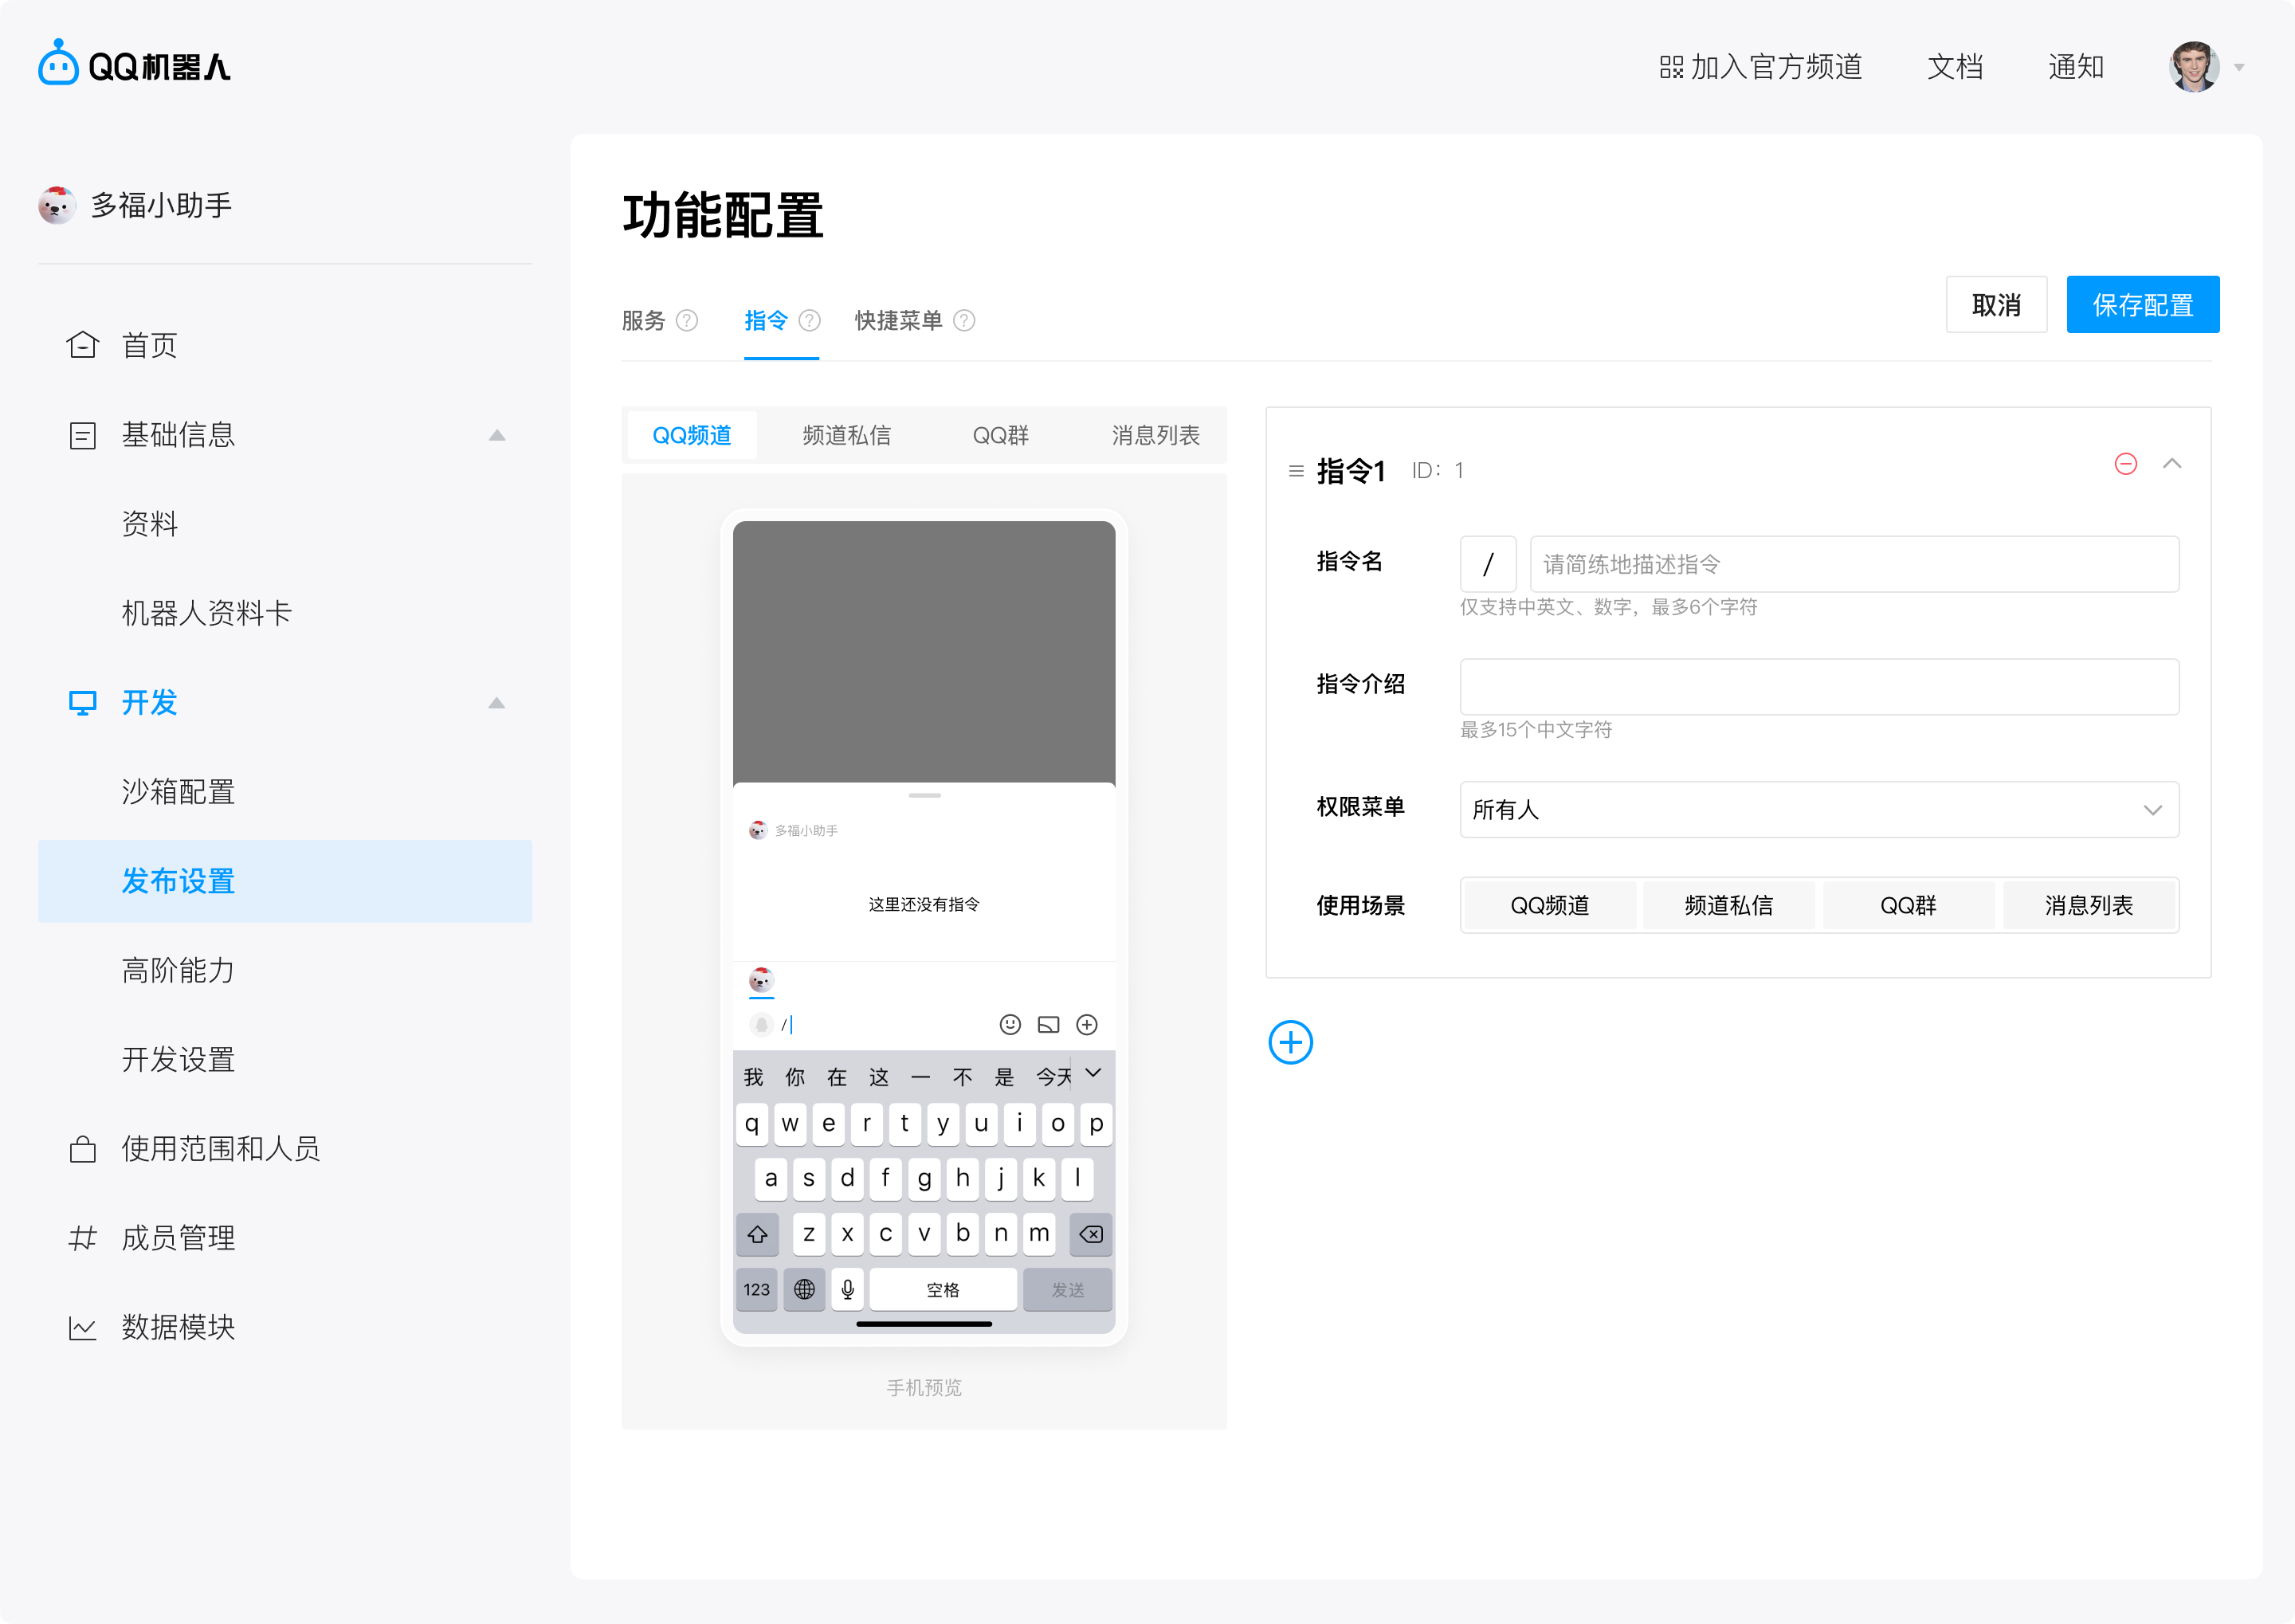 QQ机器人
加入官方频道 文档 通知
多福小助手
首页
基础信息
资料
机器人资料卡
开发
沙箱配置
发布设置
高阶能力
开发设置
使用范围和人员
成员管理
数据模块
功能配置
服务 ? 指令 ? 快捷菜单 ?
取消 保存配置
QQ频道 频道私信 QQ群 消息列表
多福小助手
这里还没有指令
/
我 你 在 这 一 不 是 今天
q w e r t y u i o p
a s d f g h j k l
z x c v b n m
123 空格 发送
手机预览
指令1 ID：1
指令名 / 请简练地描述指令
仅支持中英文、数字，最多6个字符
指令介绍
最多15个中文字符
权限菜单 所有人
使用场景 QQ频道 频道私信 QQ群 消息列表